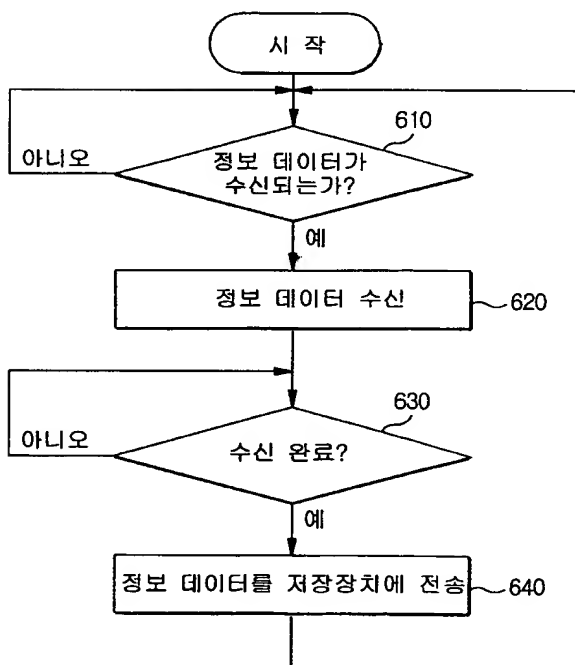 시 작
610
아니오
정보 데이터가
수신되는가?
예
정보 데이터 수신
620
630
아니오
수신 완료?
예
정보 데이터를 저장장치에 전송
640